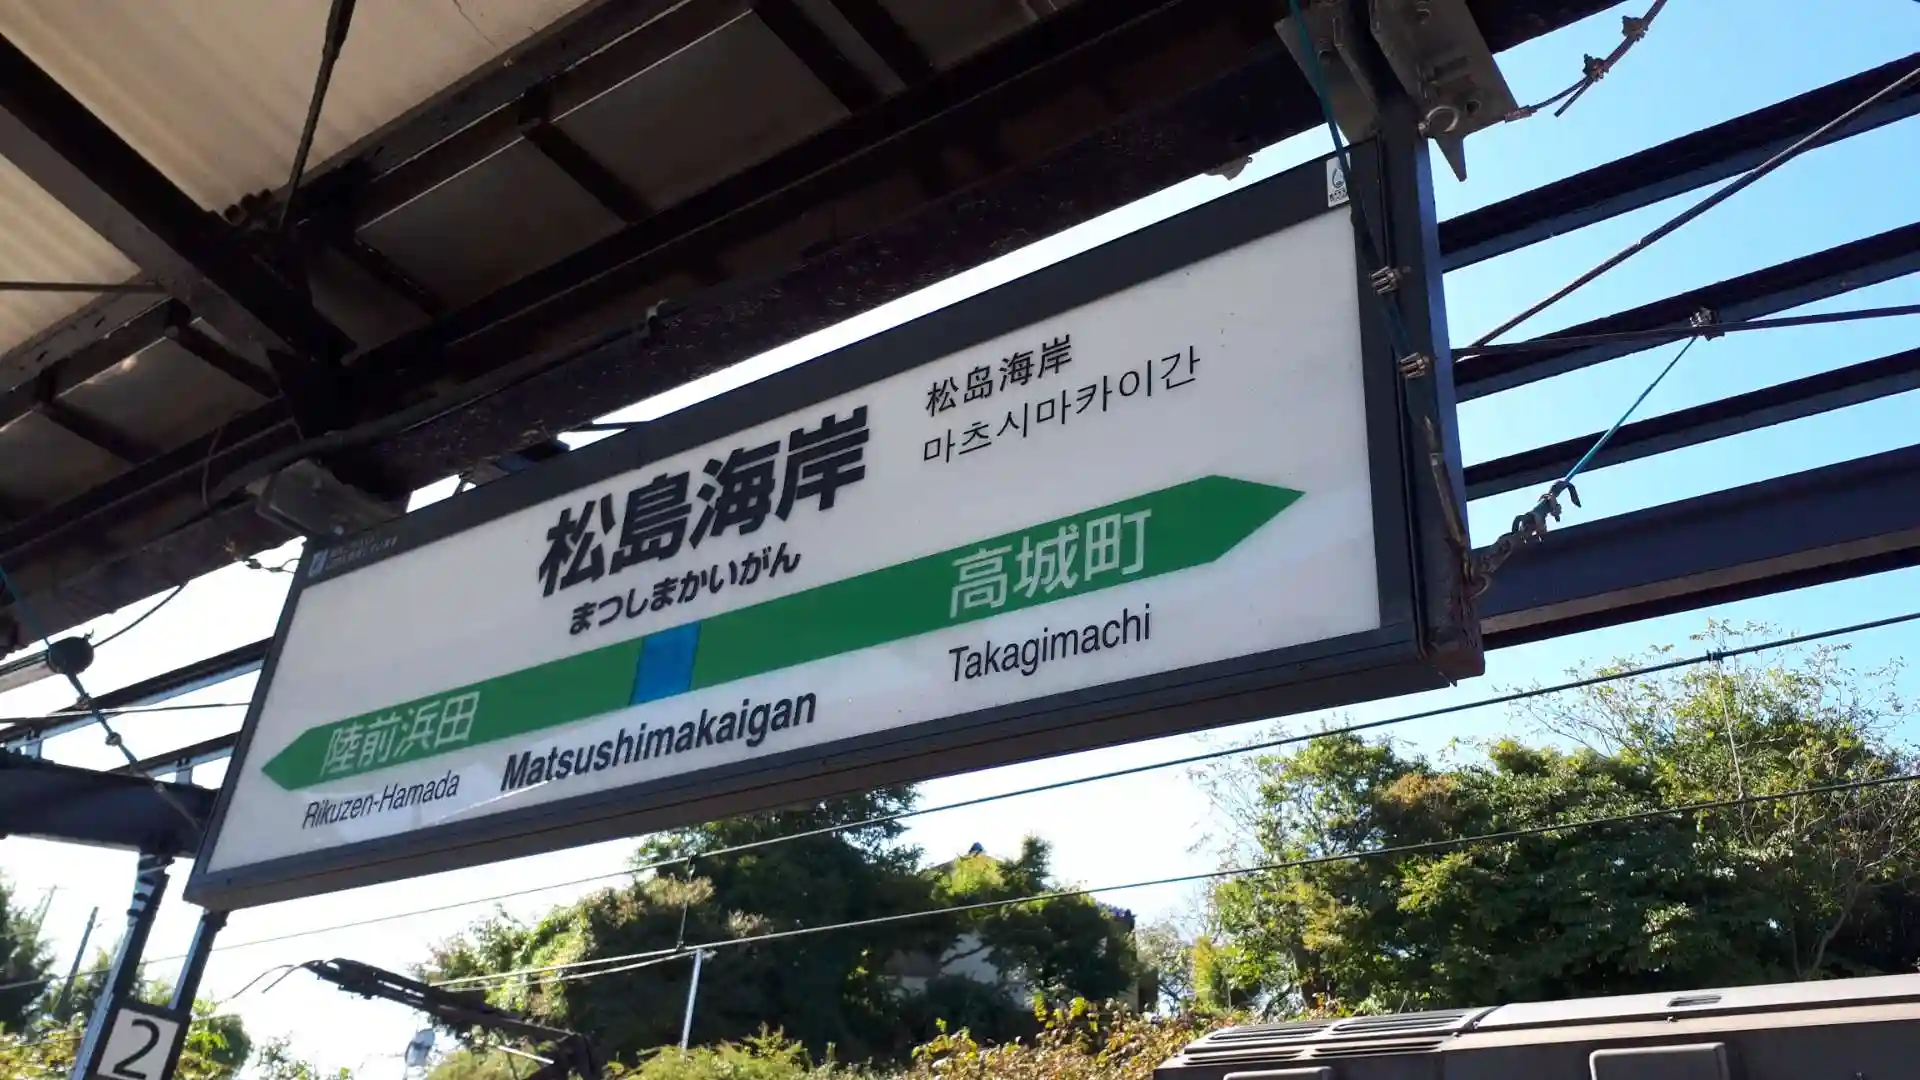 松島海岸
まつしまかいがん
松岛海岸
마츠시마카이간
陸前浜田
高城町
Rikuzen-Hamada
Matsushimakaigan
Takagimachi
2